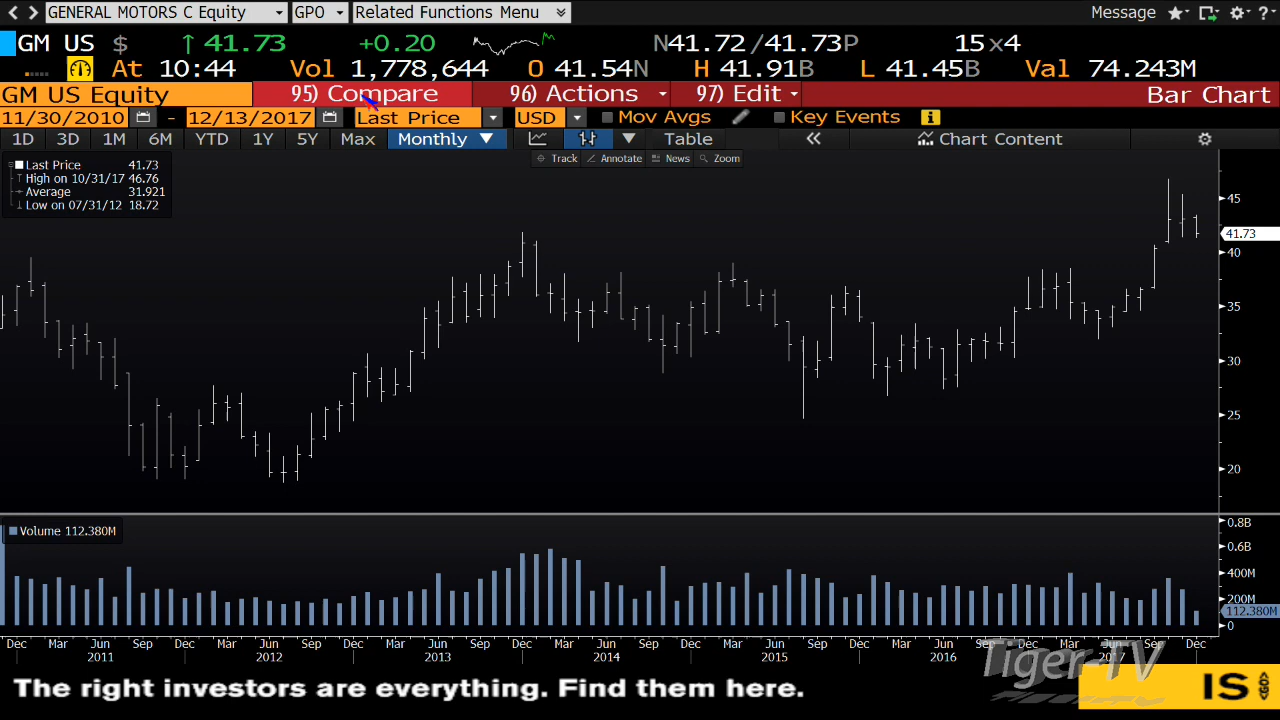 GENERAL MOTORS C Equity GPO Related Functions Menu Message
GM US $ ↑ 41.73 +0.20 N41.72/41.73P 15x4
At 10:44 Vol 1,778,644 O 41.54N H 41.91B L 41.45B Val 74.243M
GM US Equity 95) Compare 96) Actions 97) Edit Bar Chart
11/30/2010 - 12/13/2017 Last Price USD Mov Avgs Key Events
1D 3D 1M 6M YTD 1Y 5Y Max Monthly ▼ Table « Chart Content
Track Annotate News Zoom
Last Price 41.73
High on 10/31/17 46.76
Average 31.921
Low on 07/31/12 18.72
45
41.73
40
35
30
25
20
Volume 112.380M
0.8B
0.6B
400M
200M
112.380M
0
Dec Mar Jun Sep Dec Mar Jun Sep Dec Mar Jun Sep Dec Mar Jun Sep Dec Mar Jun Sep Dec Mar Jun Sep Dec Mar Jun Sep Dec
2011 2012 2013 2014 2015 2016 2017
Tiger-TV
The right investors are everything. Find them here.
IS